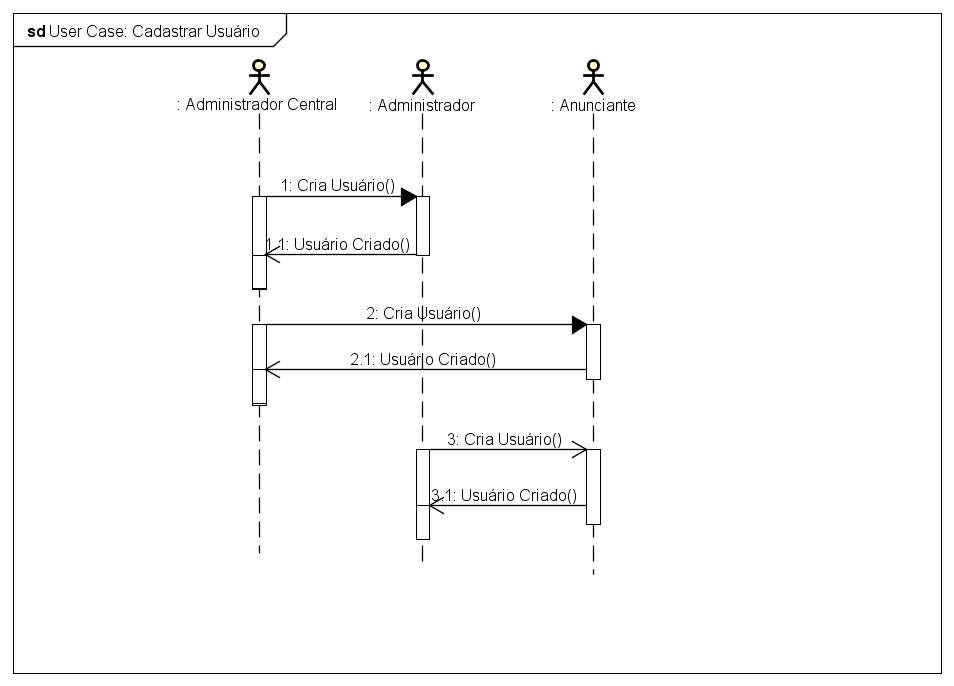 sd User Case: Cadastrar Usuário
: Administrador Central
: Administrador
: Anunciante
1: Cria Usuário()
1.1: Usuário Criado()
2: Cria Usuário()
2.1: Usuário Criado()
3: Cria Usuário()
3.1: Usuário Criado()